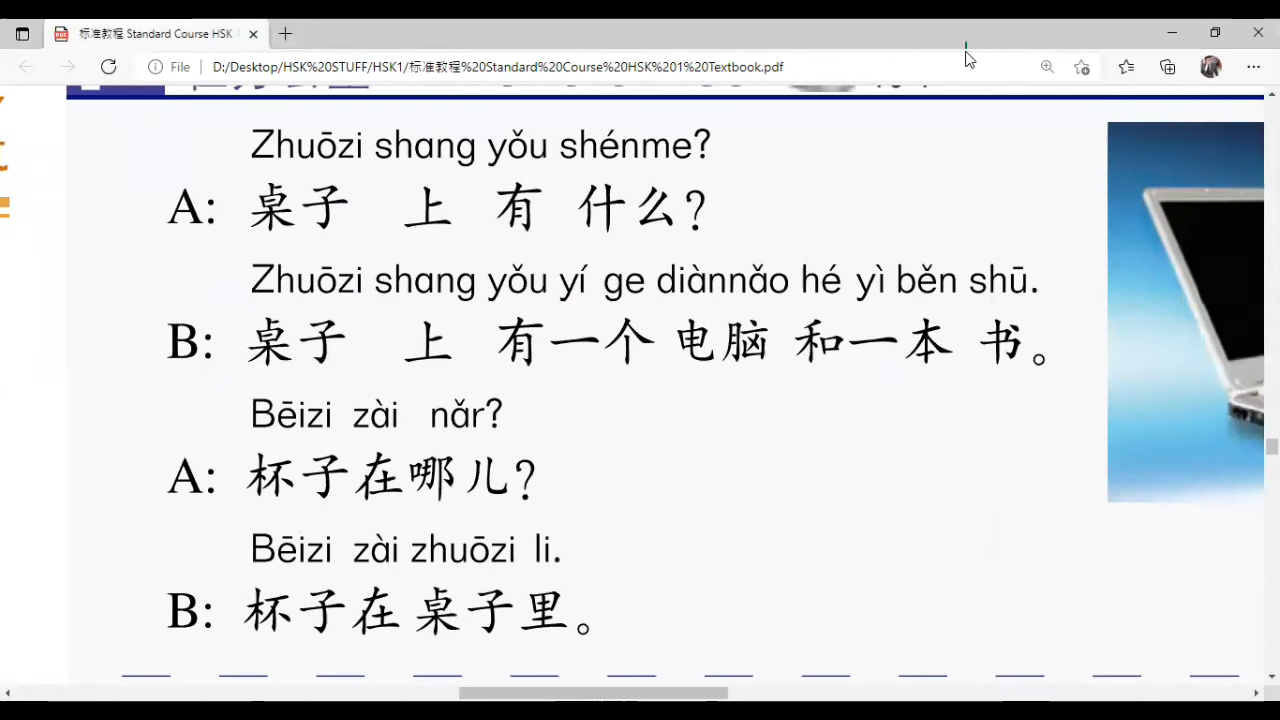 标准教程 Standard Course HSK 1
File D:/Desktop/HSK%20STUFF/HSK1/标准教程%20Standard%20Course%20HSK%201%20Textbook.pdf
Zhuōzi shang yǒu shénme?
A: 桌子 上 有 什么?
Zhuōzi shang yǒu yí ge diànnǎo hé yì běn shū.
B: 桌子 上 有一个 电脑 和一本 书。
Bēizi zài nǎr?
A: 杯子在哪儿?
Bēizi zài zhuōzi li.
B: 杯子在 桌子里。